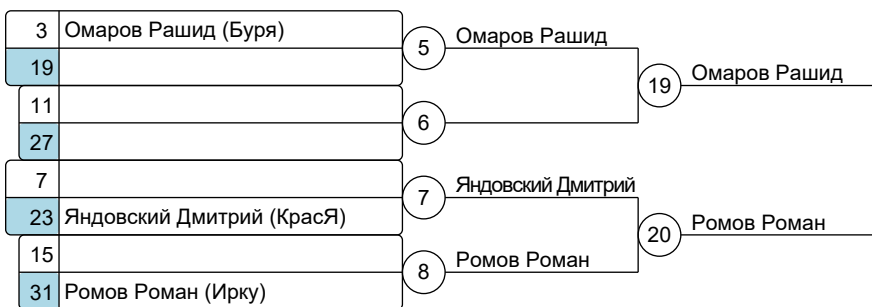 3 Омаров Рашид (Буря)
5 Омаров Рашид
19
19 Омаров Рашид
11
6
27
7
7 Яндовский Дмитрий
23 Яндовский Дмитрий (КрасЯ)
20 Ромов Роман
15
8 Ромов Роман
31 Ромов Роман (Ирку)